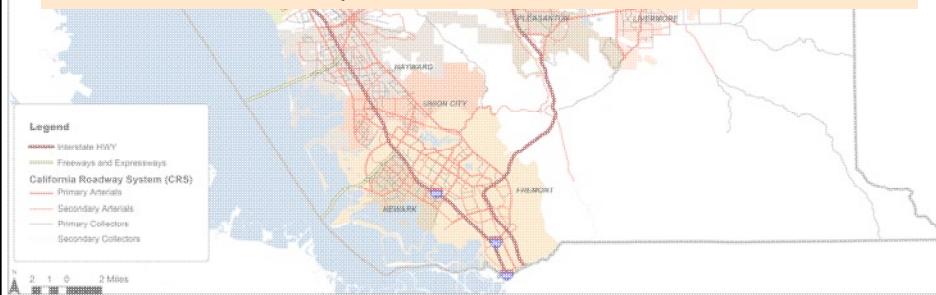 PLEASANTON
LIVERMORE
HAYWARD
UNION CITY
Legend
Interstate HWY
Freeways and Expressways
California Roadway System (CRS)
Primary Arterials
Secondary Arterials
Primary Collectors
Secondary Collectors
FREMONT
NEWARK
N
2 1 0 2 Miles